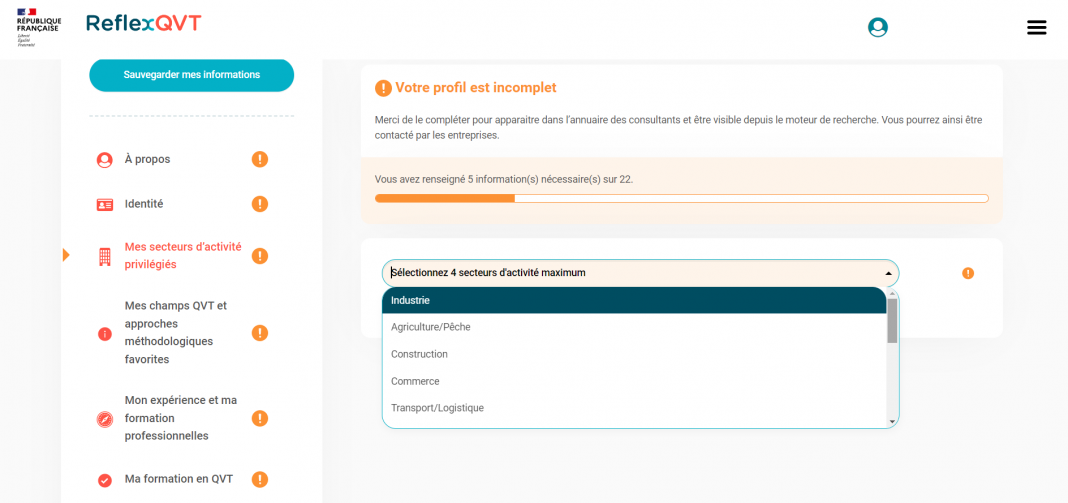 RÉPUBLIQUE
FRANÇAISE
Liberté
Égalité
Fraternité
ReflexQVT
Sauvegarder mes informations
À propos
Identité
Mes secteurs d'activité
privilégiés
Mes champs QVT et
approches
méthodologiques
favorites
Mon expérience et ma
formation
professionnelles
Ma formation en QVT
Votre profil est incomplet
Merci de le compléter pour apparaitre dans l'annuaire des consultants et être visible depuis le moteur de recherche. Vous pourrez ainsi être
contacté par les entreprises.
Vous avez renseigné 5 information(s) nécessaire(s) sur 22.
Sélectionnez 4 secteurs d'activité maximum
Industrie
Agriculture/Pêche
Construction
Commerce
Transport/Logistique